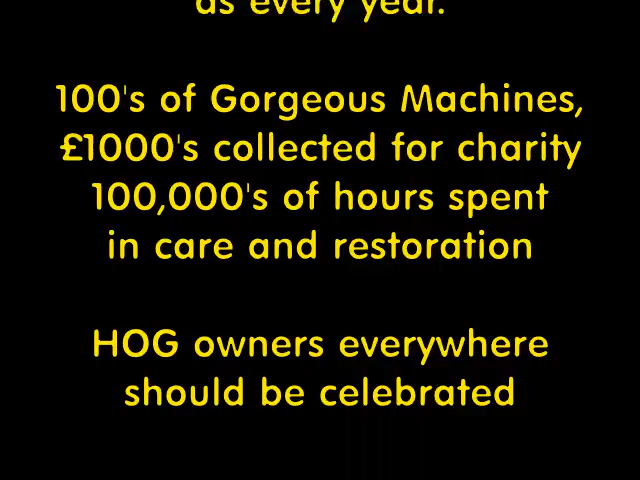 as every year.
100's of Gorgeous Machines,
£1000's collected for charity
100,000's of hours spent
in care and restoration
HOG owners everywhere
should be celebrated